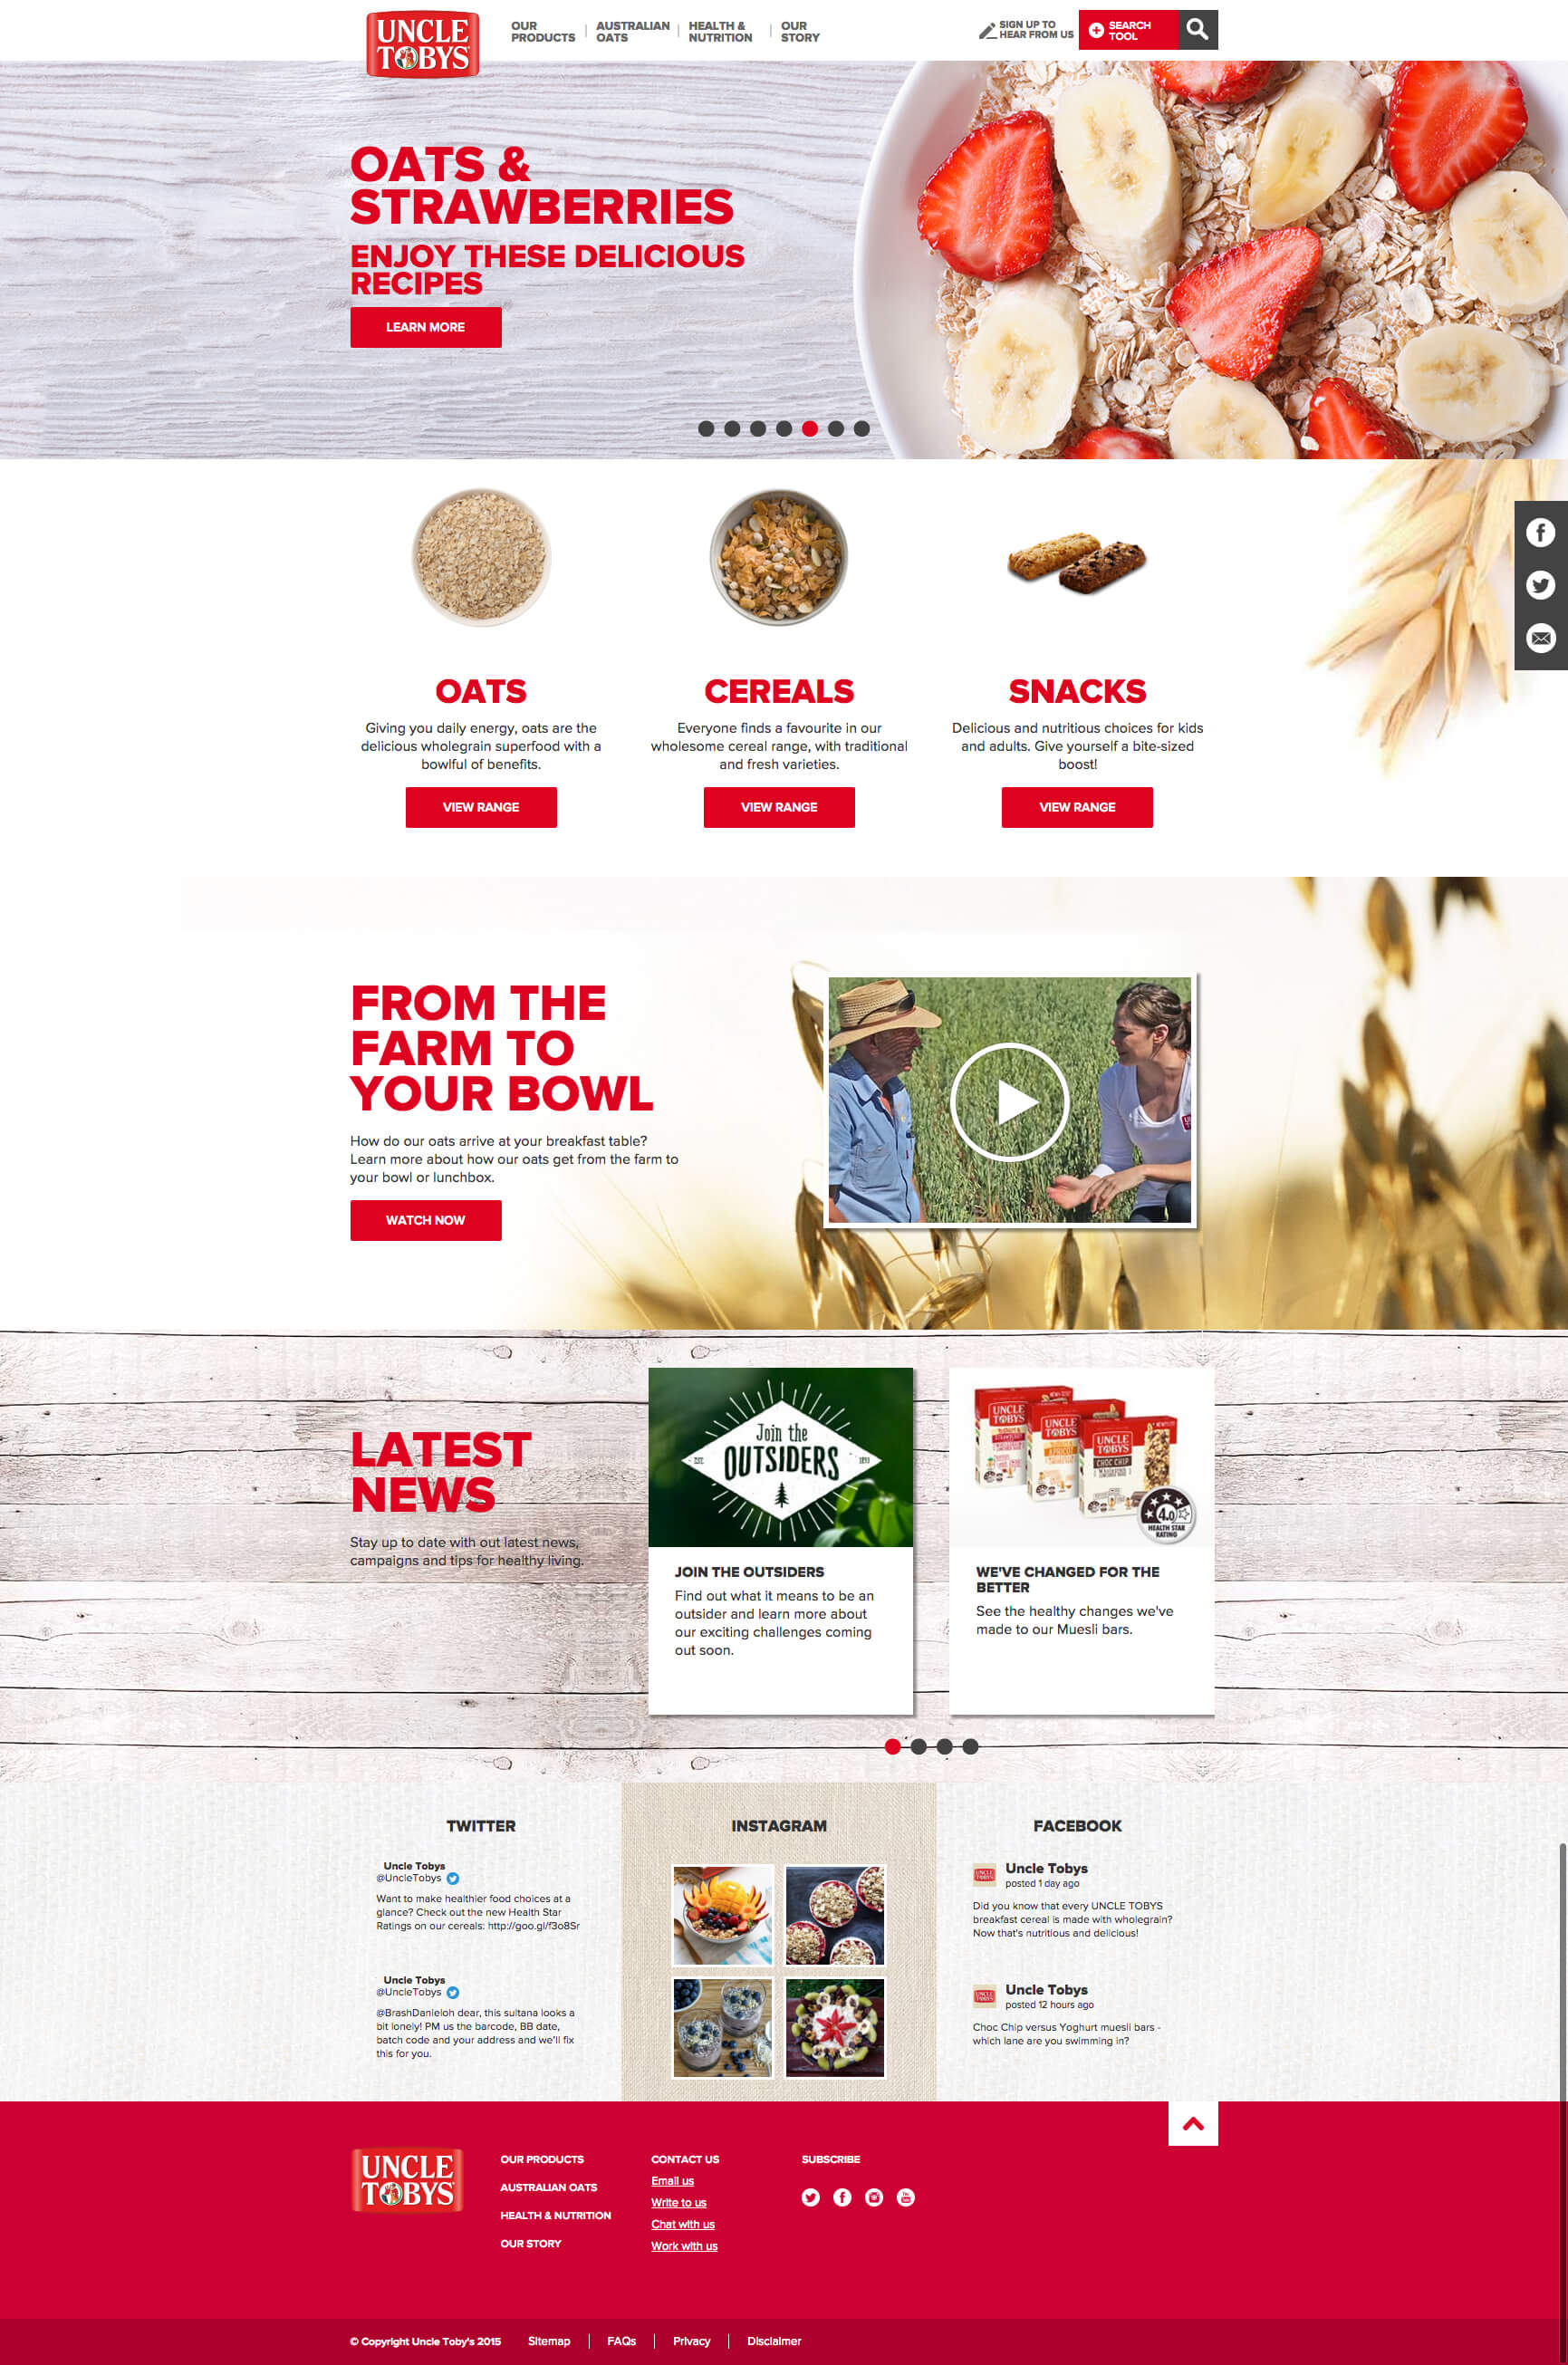 UNCLE
TOBYS
OUR
PRODUCTS
AUSTRALIAN
OATS
HEALTH &
NUTRITION
OUR
STORY
SIGN UP TO
HEAR FROM US
SEARCH
TOOL
OATS &
STRAWBERRIES
ENJOY THESE DELICIOUS
RECIPES
LEARN MORE
OATS
Giving you daily energy, oats are the
delicious wholegrain superfood with a
bowlful of benefits.
VIEW RANGE
CEREALS
Everyone finds a favourite in our
wholesome cereal range, with traditional
and fresh varieties.
VIEW RANGE
SNACKS
Delicious and nutritious choices for kids
and adults. Give yourself a bite-sized
boost!
VIEW RANGE
FROM THE
FARM TO
YOUR BOWL
How do our oats arrive at your breakfast table?
Learn more about how our oats get from the farm to
your bowl or lunchbox.
WATCH NOW
LATEST
NEWS
Stay up to date with out latest news,
campaigns and tips for healthy living.
Join the
OUTSIDERS
JOIN THE OUTSIDERS
Find out what it means to be an
outsider and learn more about
our exciting challenges coming
out soon.
UNCLE
TOBYS
UNCLE
TOBYS
APRICOT
UNCLE
TOBYS
CHOC CHIP
4.0
HEALTH STAR
RATING
WE'VE CHANGED FOR THE
BETTER
See the healthy changes we've
made to our Muesli bars.
TWITTER
Uncle Tobys
@UncleTobys
Want to make healthier food choices at a
glance? Check out the new Health Star
Ratings on our cereals: http://goo.gl/f3o8Sr
Uncle Tobys
@UncleTobys
@BrashDanieloh dear, this sultana looks a
bit lonely! PM us the barcode, BB date,
batch code and your address and we'll fix
this for you.
INSTAGRAM
FACEBOOK
Uncle Tobys
posted 1 day ago
Did you know that every UNCLE TOBYS
breakfast cereal is made with wholegrain?
Now that's nutritious and delicious!
Uncle Tobys
posted 12 hours ago
Choc Chip versus Yoghurt muesli bars -
which lane are you swimming in?
UNCLE
TOBYS
OUR PRODUCTS
AUSTRALIAN OATS
HEALTH & NUTRITION
OUR STORY
CONTACT US
Email us
Write to us
Chat with us
Work with us
SUBSCRIBE
© Copyright Uncle Toby's 2015
Sitemap
FAQs
Privacy
Disclaimer